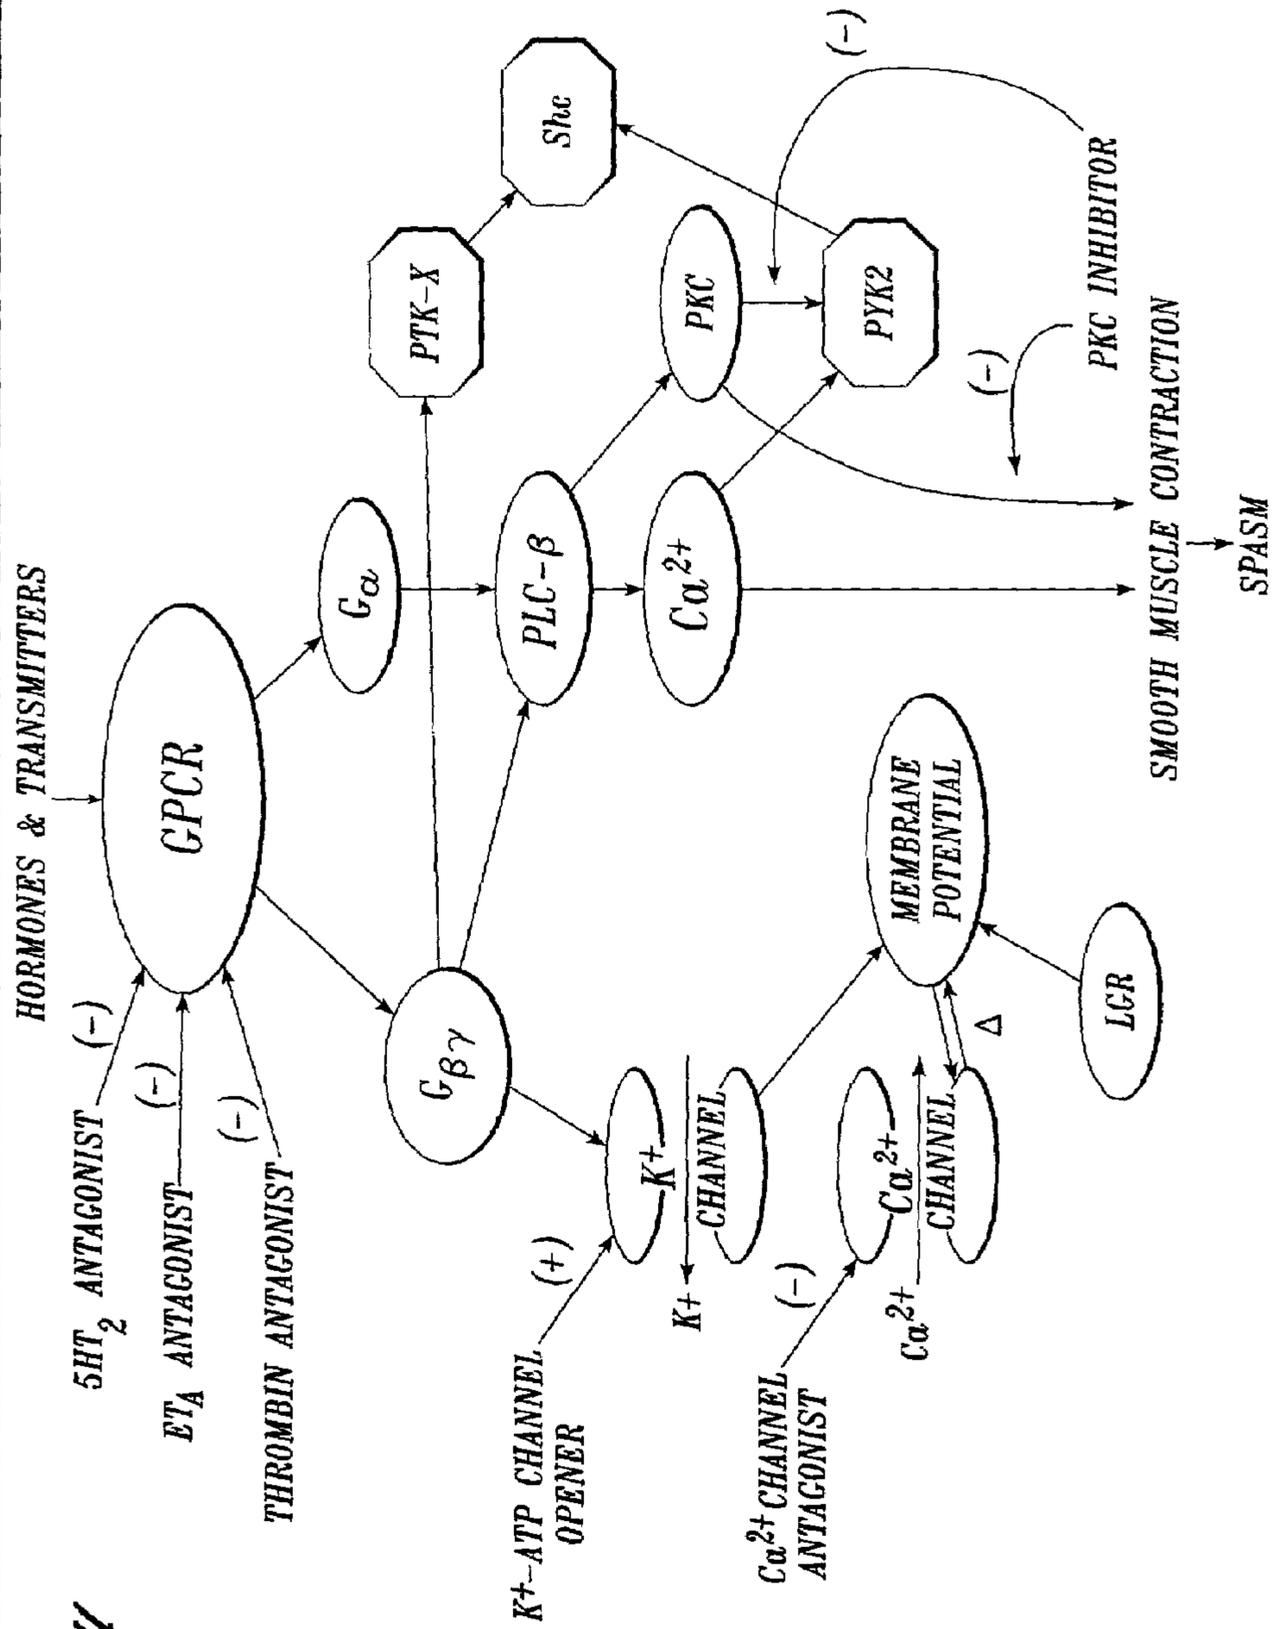 HORMONES & TRANSMITTERS
5HT2 ANTAGONIST
(-)
ETA ANTAGONIST
(-)
THROMBIN ANTAGONIST
(-)
GPCR
Gα
Gβγ
PTK-X
Shc
PLC-β
K+-ATP CHANNEL
OPENER
(+)
K+
CHANNEL
K+
Ca2+
PKC
PYK2
(-)
Ca2+ CHANNEL
ANTAGONIST
(-)
Ca2+
CHANNEL
Ca2+
MEMBRANE
POTENTIAL
Δ
LGR
(-)
PKC INHIBITOR
SMOOTH MUSCLE CONTRACTION
SPASM